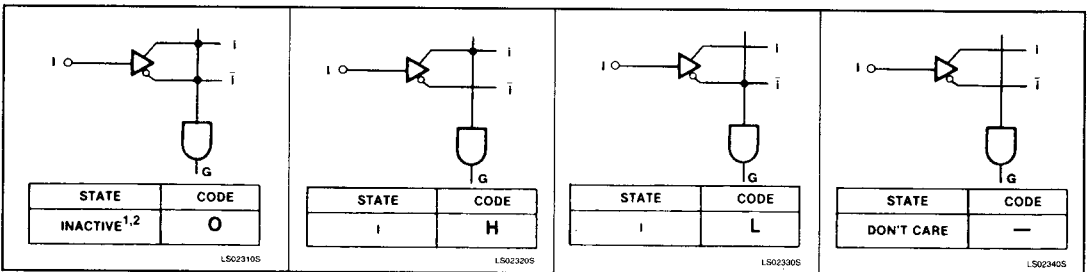 I
i
ī
G
STATE CODE
INACTIVE1,2 O
LS02310S
I
i
ī
G
STATE CODE
I H
LS02320S
I
i
ī
G
STATE CODE
I L
LS02330S
I
i
ī
G
STATE CODE
DON'T CARE —
LS02340S